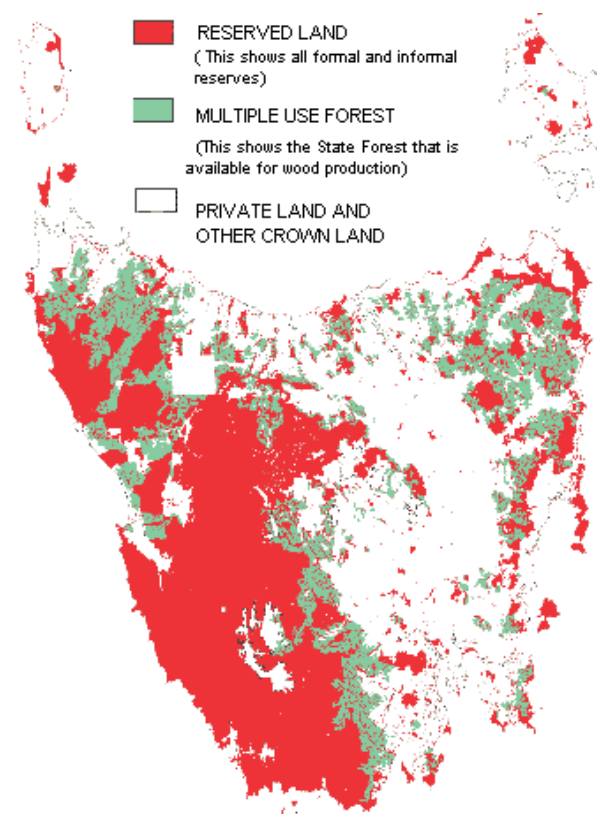 RESERVED LAND
( This shows all formal and informal
reserves)
MULTIPLE USE FOREST
(This shows the State Forest that is
available for wood production)
PRIVATE LAND AND
OTHER CROWN LAND